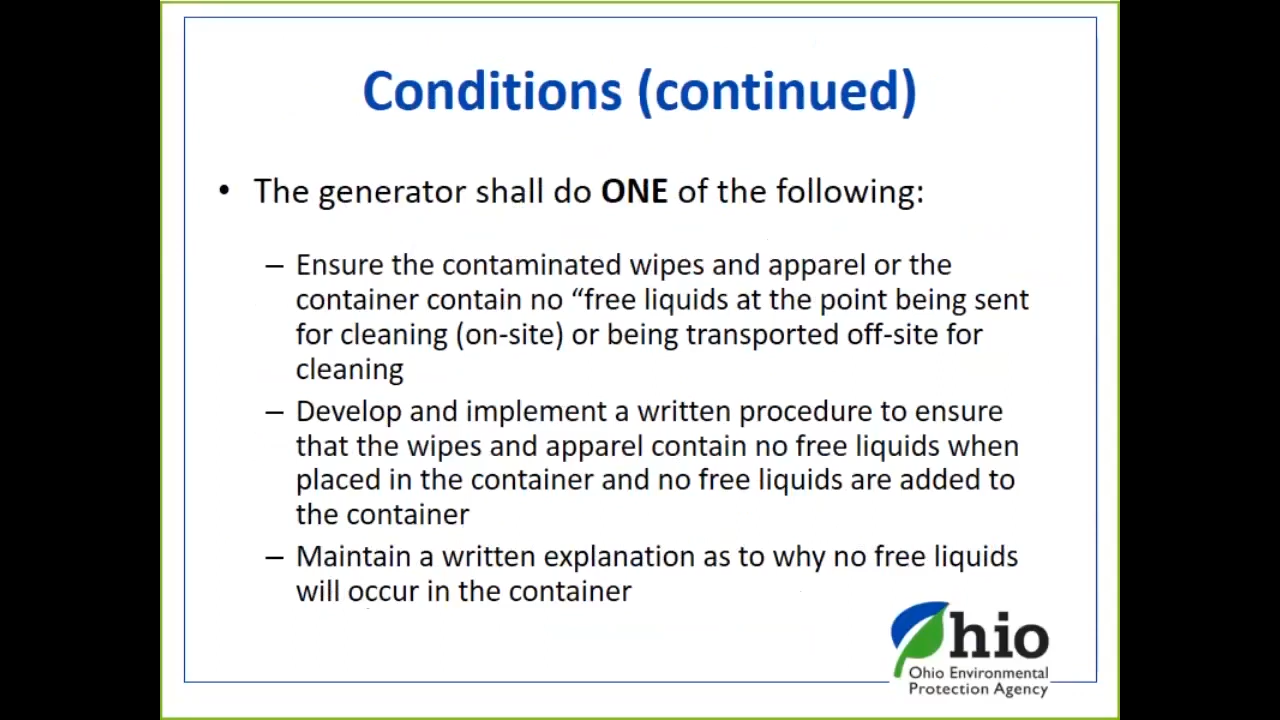 Conditions (continued)
• The generator shall do ONE of the following:
– Ensure the contaminated wipes and apparel or the
container contain no “free liquids at the point being sent
for cleaning (on-site) or being transported off-site for
cleaning
– Develop and implement a written procedure to ensure
that the wipes and apparel contain no free liquids when
placed in the container and no free liquids are added to
the container
– Maintain a written explanation as to why no free liquids
will occur in the container
Ohio
Ohio Environmental
Protection Agency